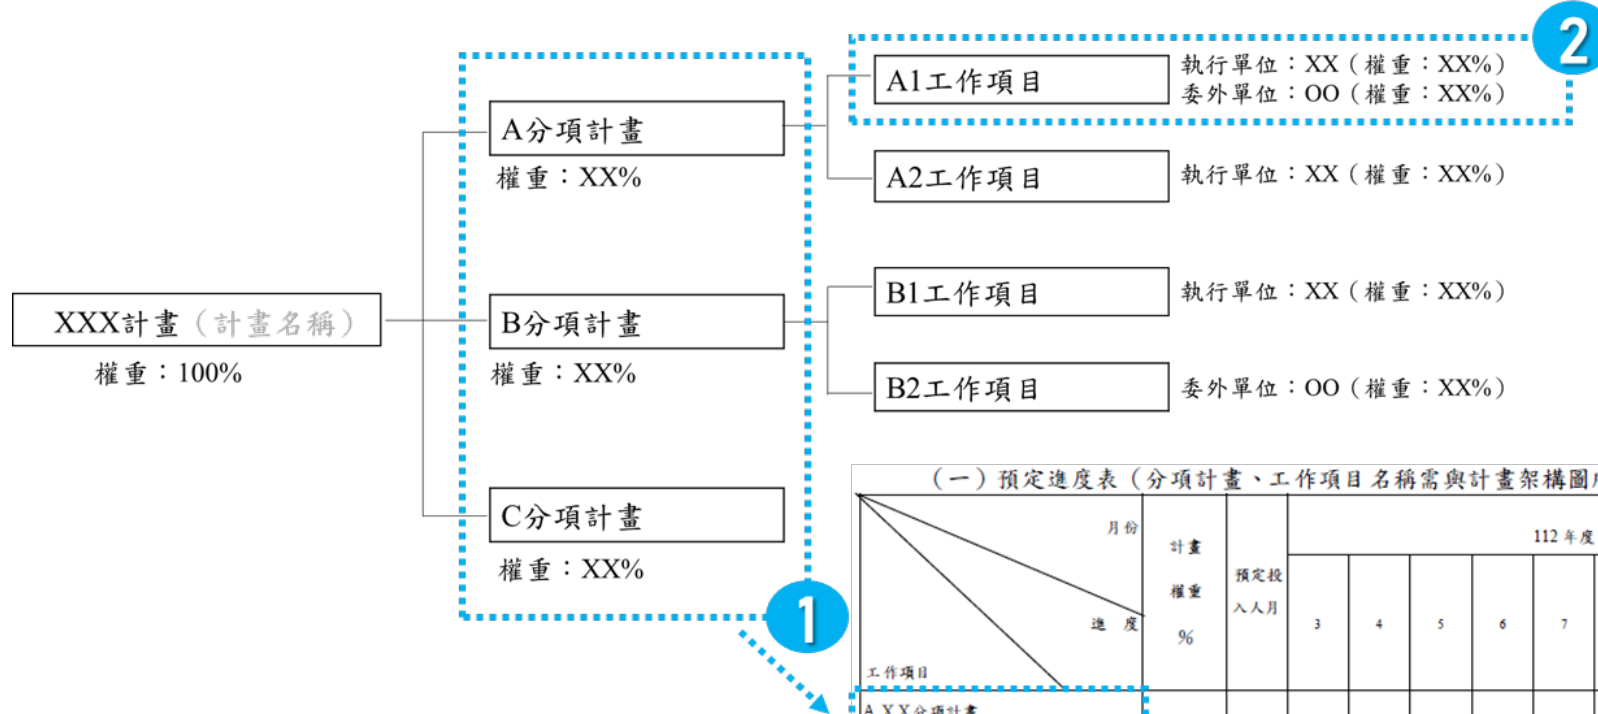 2
A1工作項目
執行單位：XX（權重：XX%）
委外單位：OO（權重：XX%）
A分項計畫
權重：XX%
A2工作項目
執行單位：XX（權重：XX%）
B1工作項目
執行單位：XX（權重：XX%）
XXX計畫（計畫名稱）
權重：100%
B分項計畫
權重：XX%
B2工作項目
委外單位：OO（權重：XX%）
C分項計畫
權重：XX%
1
（一）預定進度表（分項計畫、工作項目名稱需與計畫架構圖
月份
進 度
工作項目
計畫
權重
%
預定投
入人月
112 年度
3 4 5 6 7
A XX分項計畫